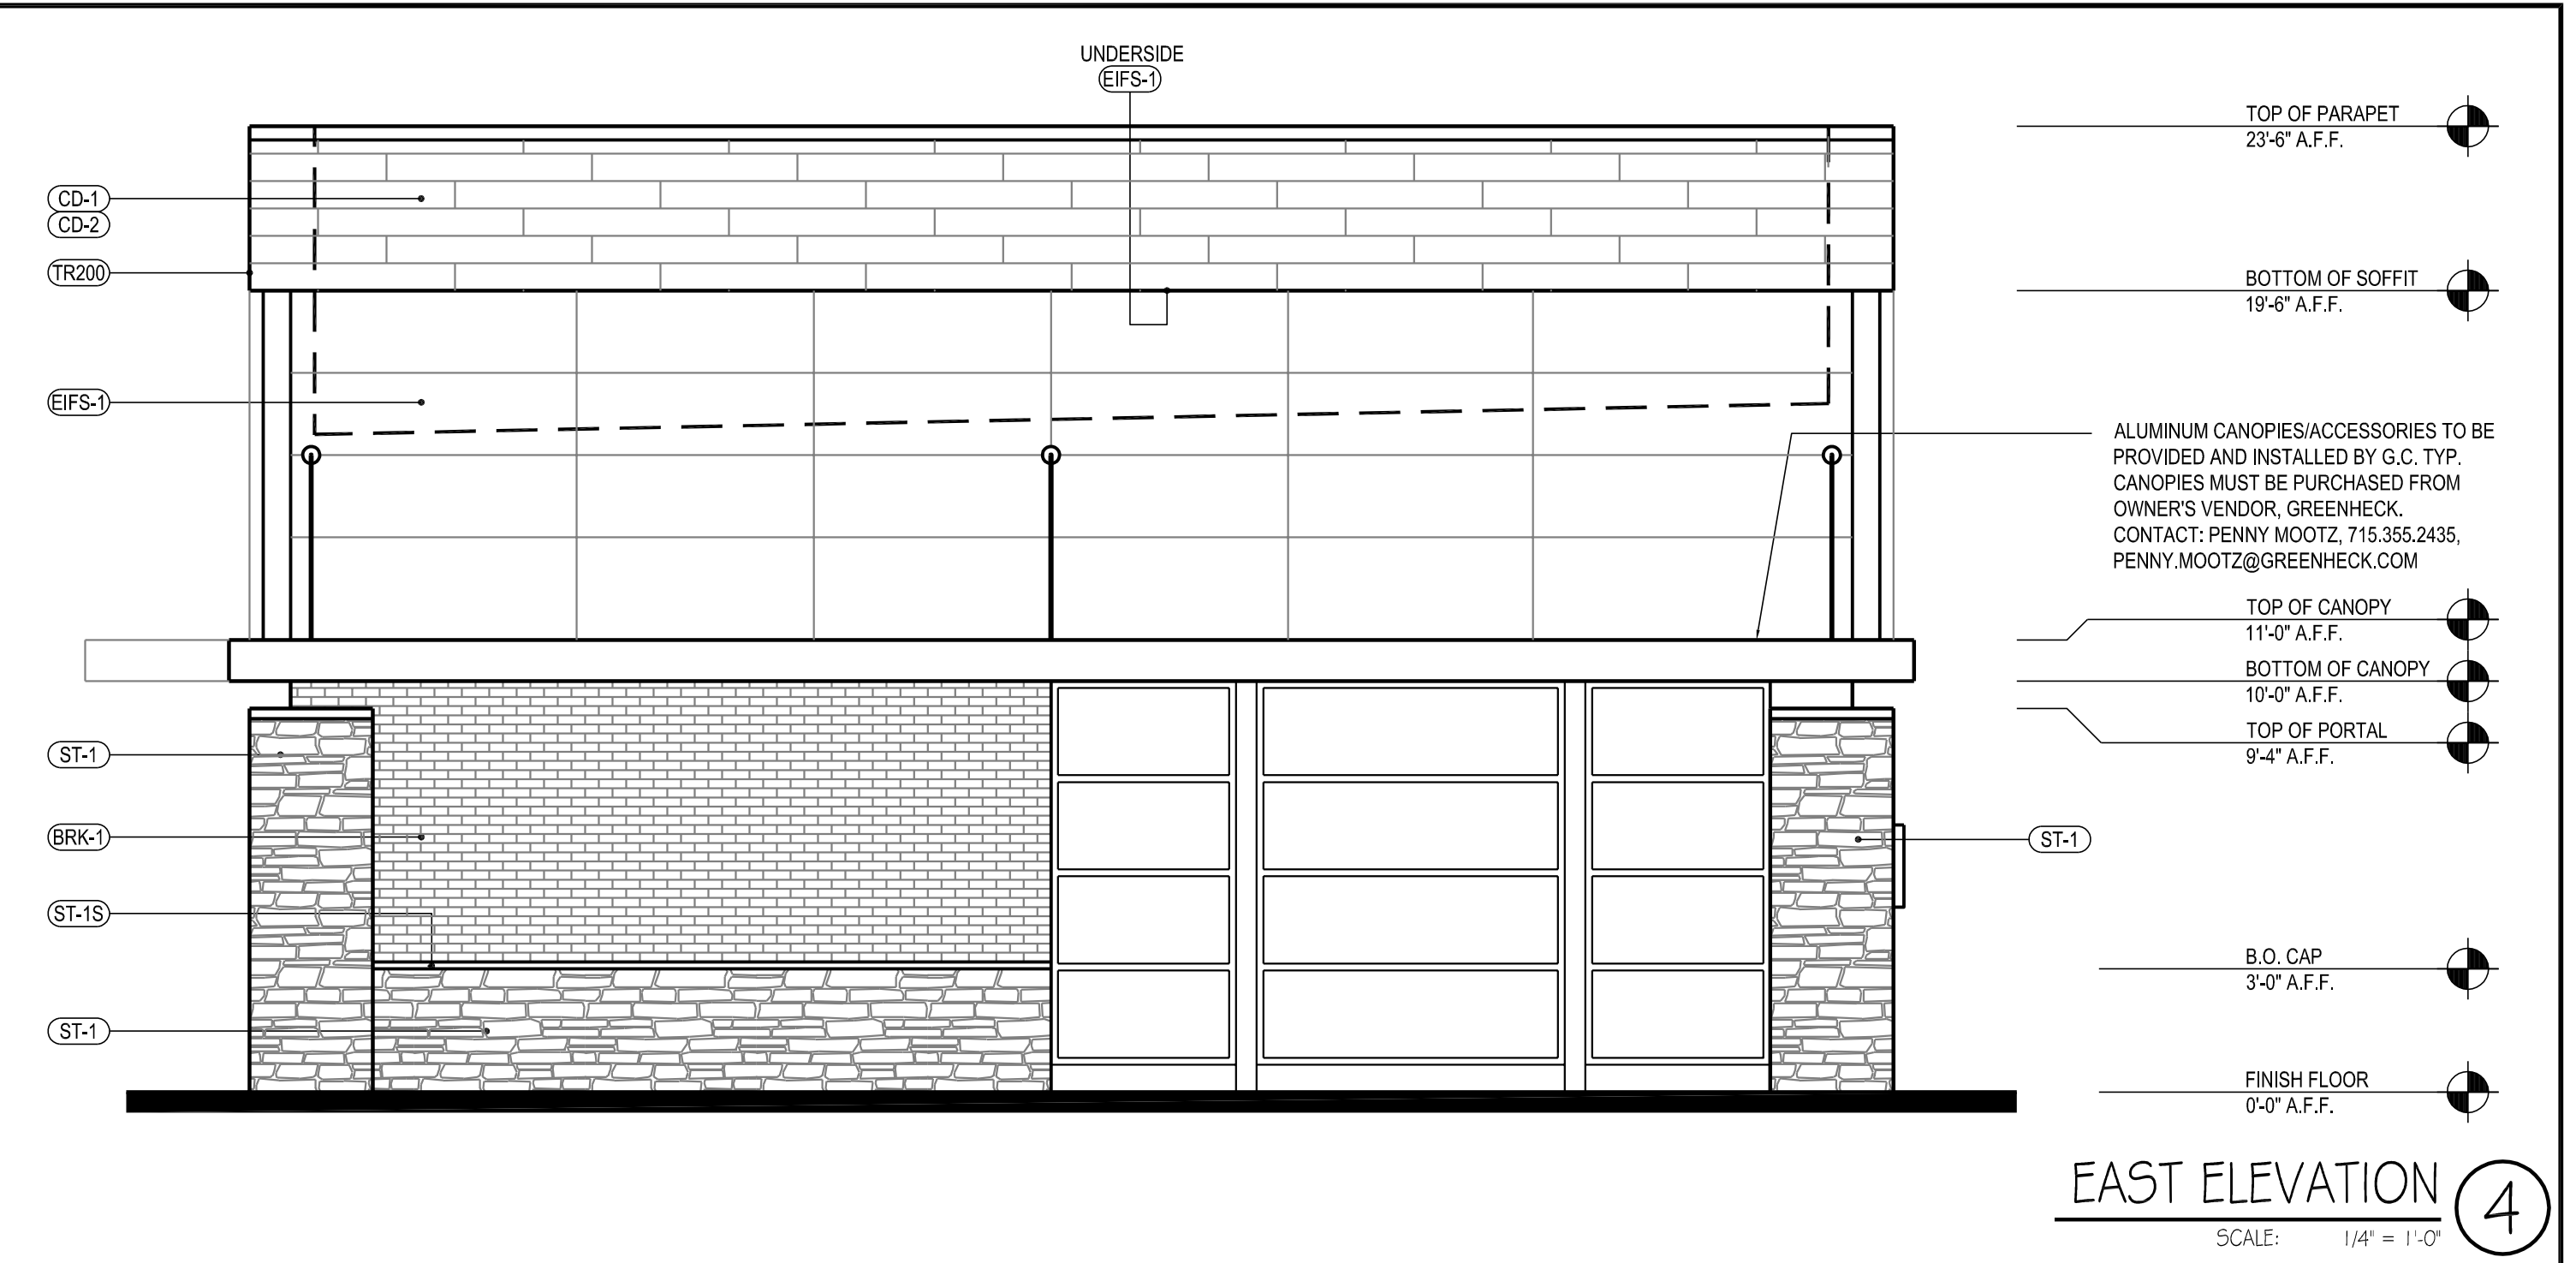 UNDERSIDE
EIFS-1
CD-1
CD-2
TR200
EIFS-1
ST-1
BRK-1
ST-1S
ST-1
ST-1
TOP OF PARAPET
23'-6" A.F.F.
BOTTOM OF SOFFIT
19'-6" A.F.F.
ALUMINUM CANOPIES/ACCESSORIES TO BE
PROVIDED AND INSTALLED BY G.C. TYP.
CANOPIES MUST BE PURCHASED FROM
OWNER'S VENDOR, GREENHECK.
CONTACT: PENNY MOOTZ, 715.355.2435,
PENNY.MOOTZ@GREENHECK.COM
TOP OF CANOPY
11'-0" A.F.F.
BOTTOM OF CANOPY
10'-0" A.F.F.
TOP OF PORTAL
9'-4" A.F.F.
B.O. CAP
3'-0" A.F.F.
FINISH FLOOR
0'-0" A.F.F.
EAST ELEVATION 4
SCALE: 1/4" = 1'-0"